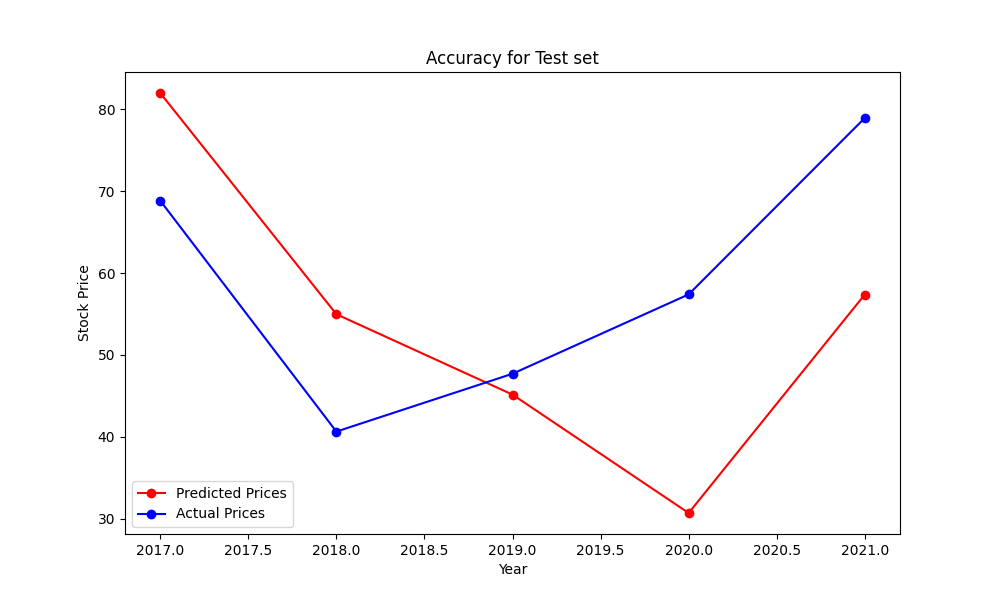 Accuracy for Test set
Stock Price
80
70
60
50
40
30
Predicted Prices
Actual Prices
2017.0 2017.5 2018.0 2018.5 2019.0 2019.5 2020.0 2020.5 2021.0
Year